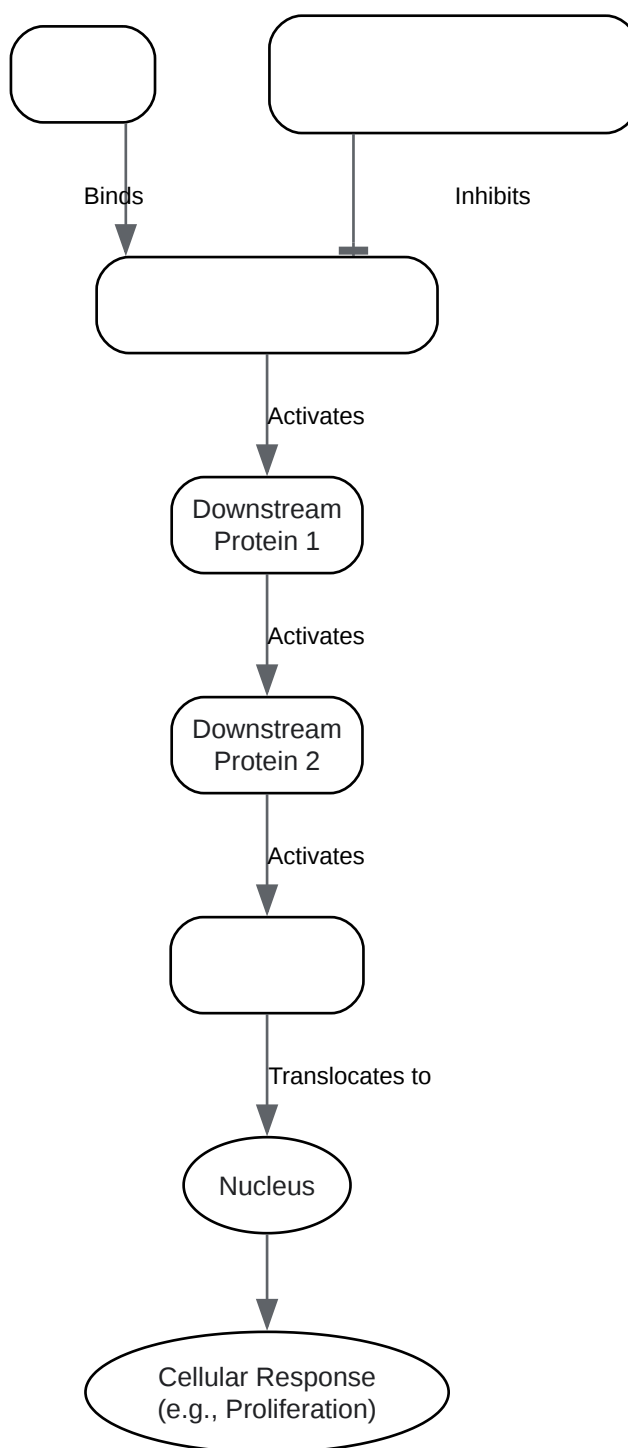 Binds
Inhibits
Activates
Downstream
Protein 1
Activates
Downstream
Protein 2
Activates
Translocates to
Nucleus
Cellular Response
(e.g., Proliferation)